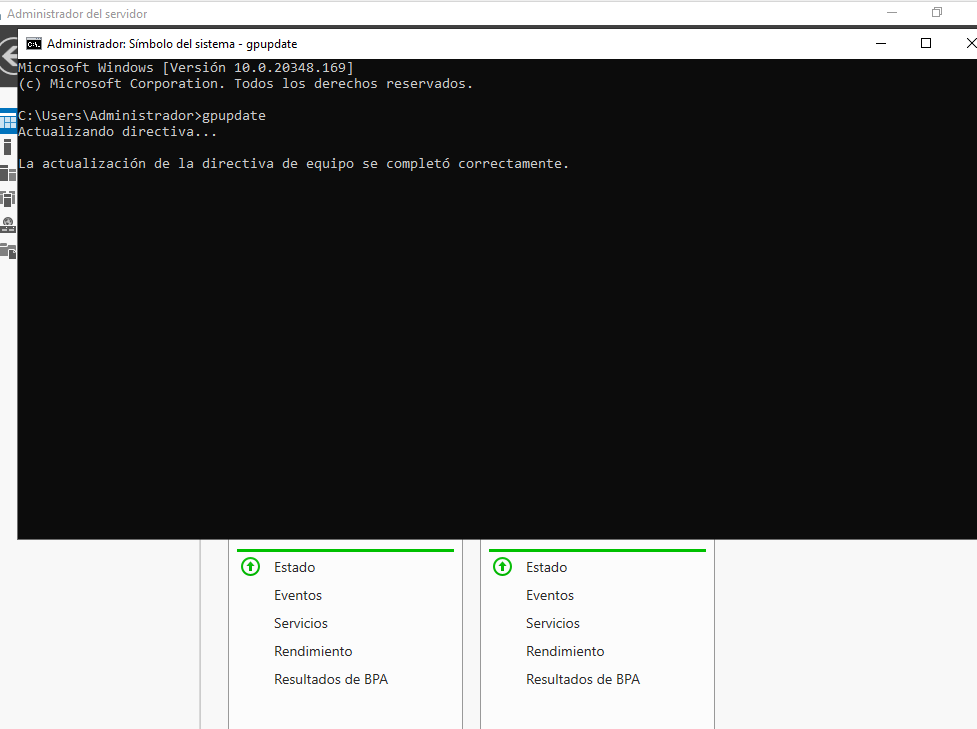 Administrador del servidor
Administrador: Símbolo del sistema - gpupdate
Microsoft Windows [Versión 10.0.20348.169]
(c) Microsoft Corporation. Todos los derechos reservados.
C:\Users\Administrador>gpupdate
Actualizando directiva...
La actualización de la directiva de equipo se completó correctamente.
Estado
Eventos
Servicios
Rendimiento
Resultados de BPA
Estado
Eventos
Servicios
Rendimiento
Resultados de BPA